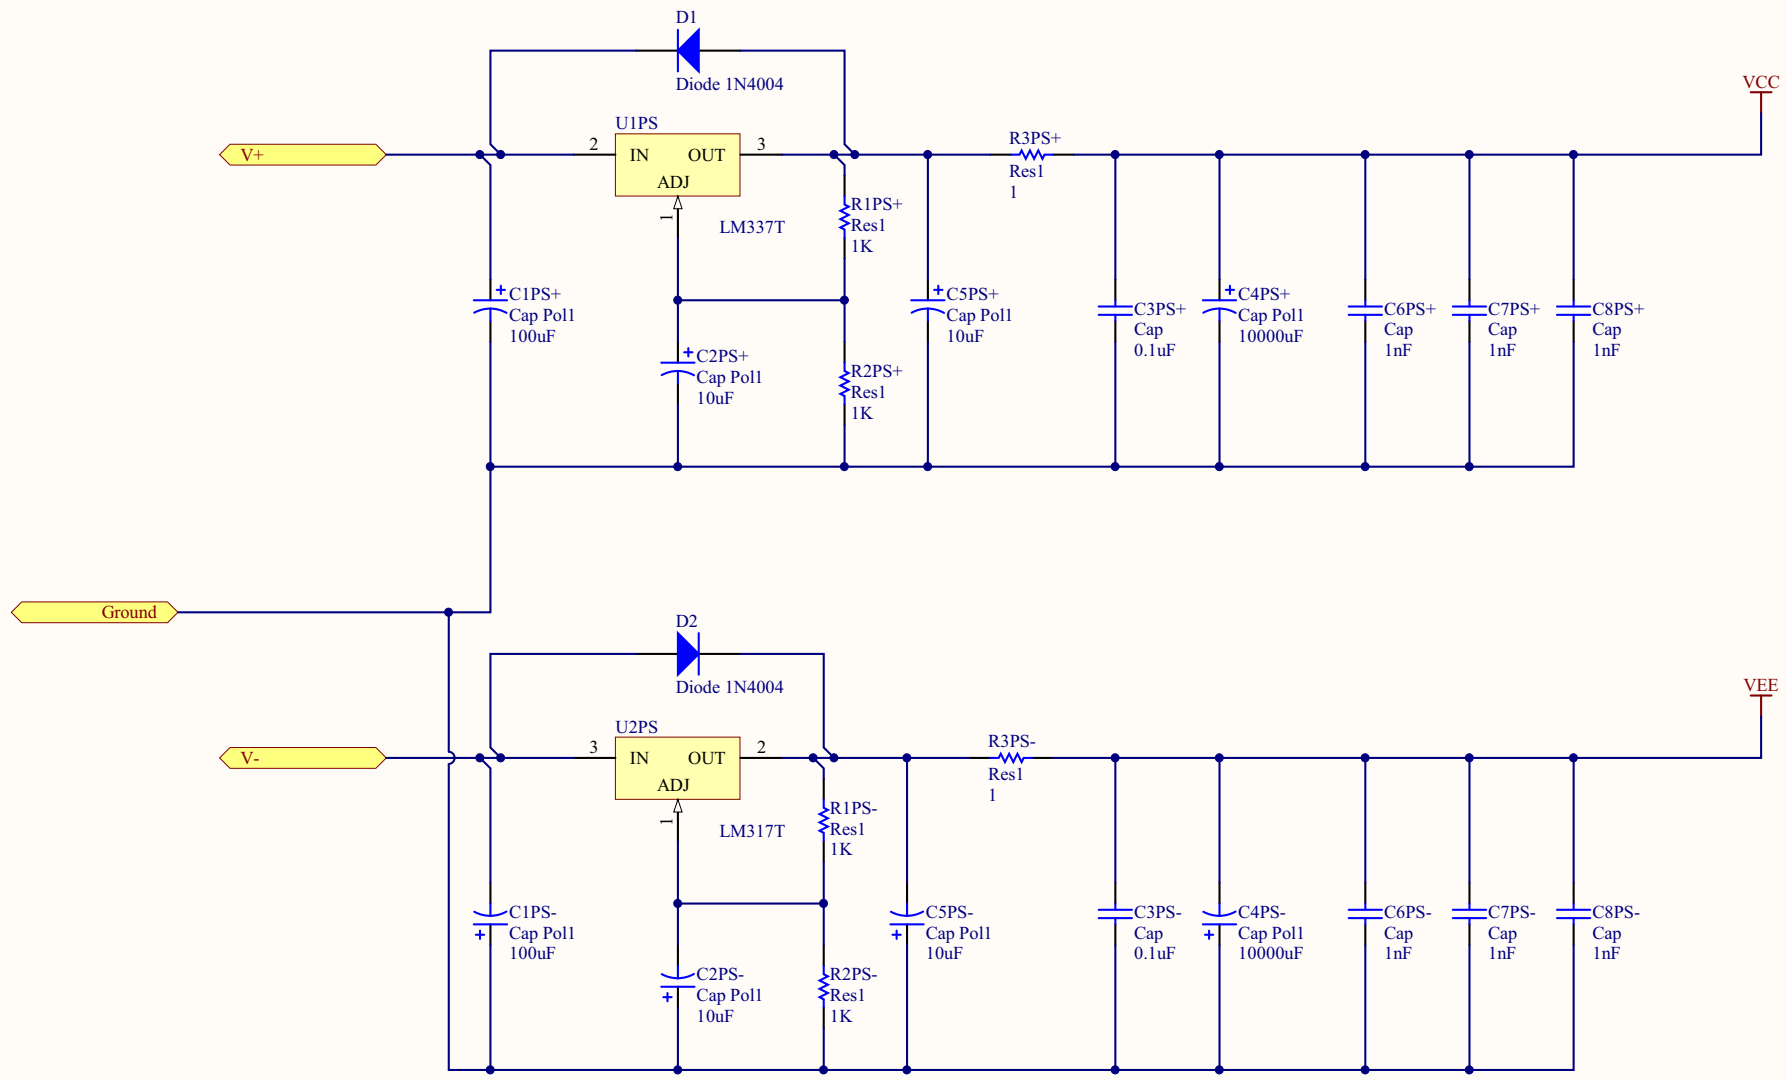 D1
Diode 1N4004
VCC
U1PS
V+
2
IN
OUT
3
ADJ
1
LM337T
R3PS+
Res1
1
R1PS+
Res1
1K
C1PS+
Cap Pol1
100uF
C2PS+
Cap Pol1
10uF
R2PS+
Res1
1K
C5PS+
Cap Pol1
10uF
C3PS+
Cap
0.1uF
C4PS+
Cap Pol1
10000uF
C6PS+
Cap
1nF
C7PS+
Cap
1nF
C8PS+
Cap
1nF
Ground
D2
Diode 1N4004
VEE
U2PS
V-
3
IN
OUT
2
ADJ
1
LM317T
R3PS-
Res1
1
R1PS-
Res1
1K
C1PS-
Cap Pol1
100uF
C2PS-
Cap Pol1
10uF
R2PS-
Res1
1K
C5PS-
Cap Pol1
10uF
C3PS-
Cap
0.1uF
C4PS-
Cap Pol1
10000uF
C6PS-
Cap
1nF
C7PS-
Cap
1nF
C8PS-
Cap
1nF